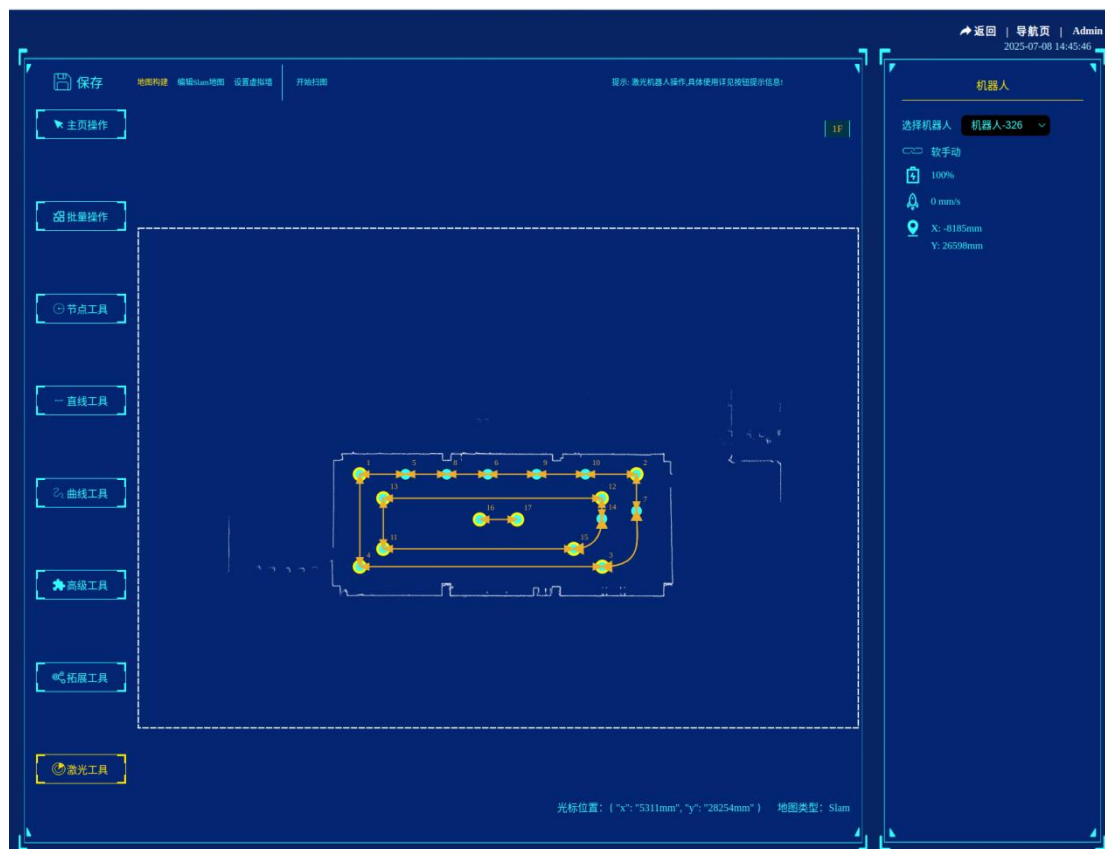 返回 | 导航页 | Admin
2025-07-08 14:45:46
保存
地图构建 编辑Slam地图 设置虚拟墙 开始扫图
提示: 激光机器人操作,具体使用详见按钮提示信息!
主页操作
批量操作
节点工具
直线工具
曲线工具
高级工具
拓展工具
激光工具
1F
1 5 8 6 9 10 2
13 12
16 17 14 7
11 15
4 3
光标位置: { "x": "5311mm", "y": "28254mm" } 地图类型: Slam
机器人
选择机器人 机器人-326
软手动
100%
0 mm/s
X: -8185mm
Y: 26598mm